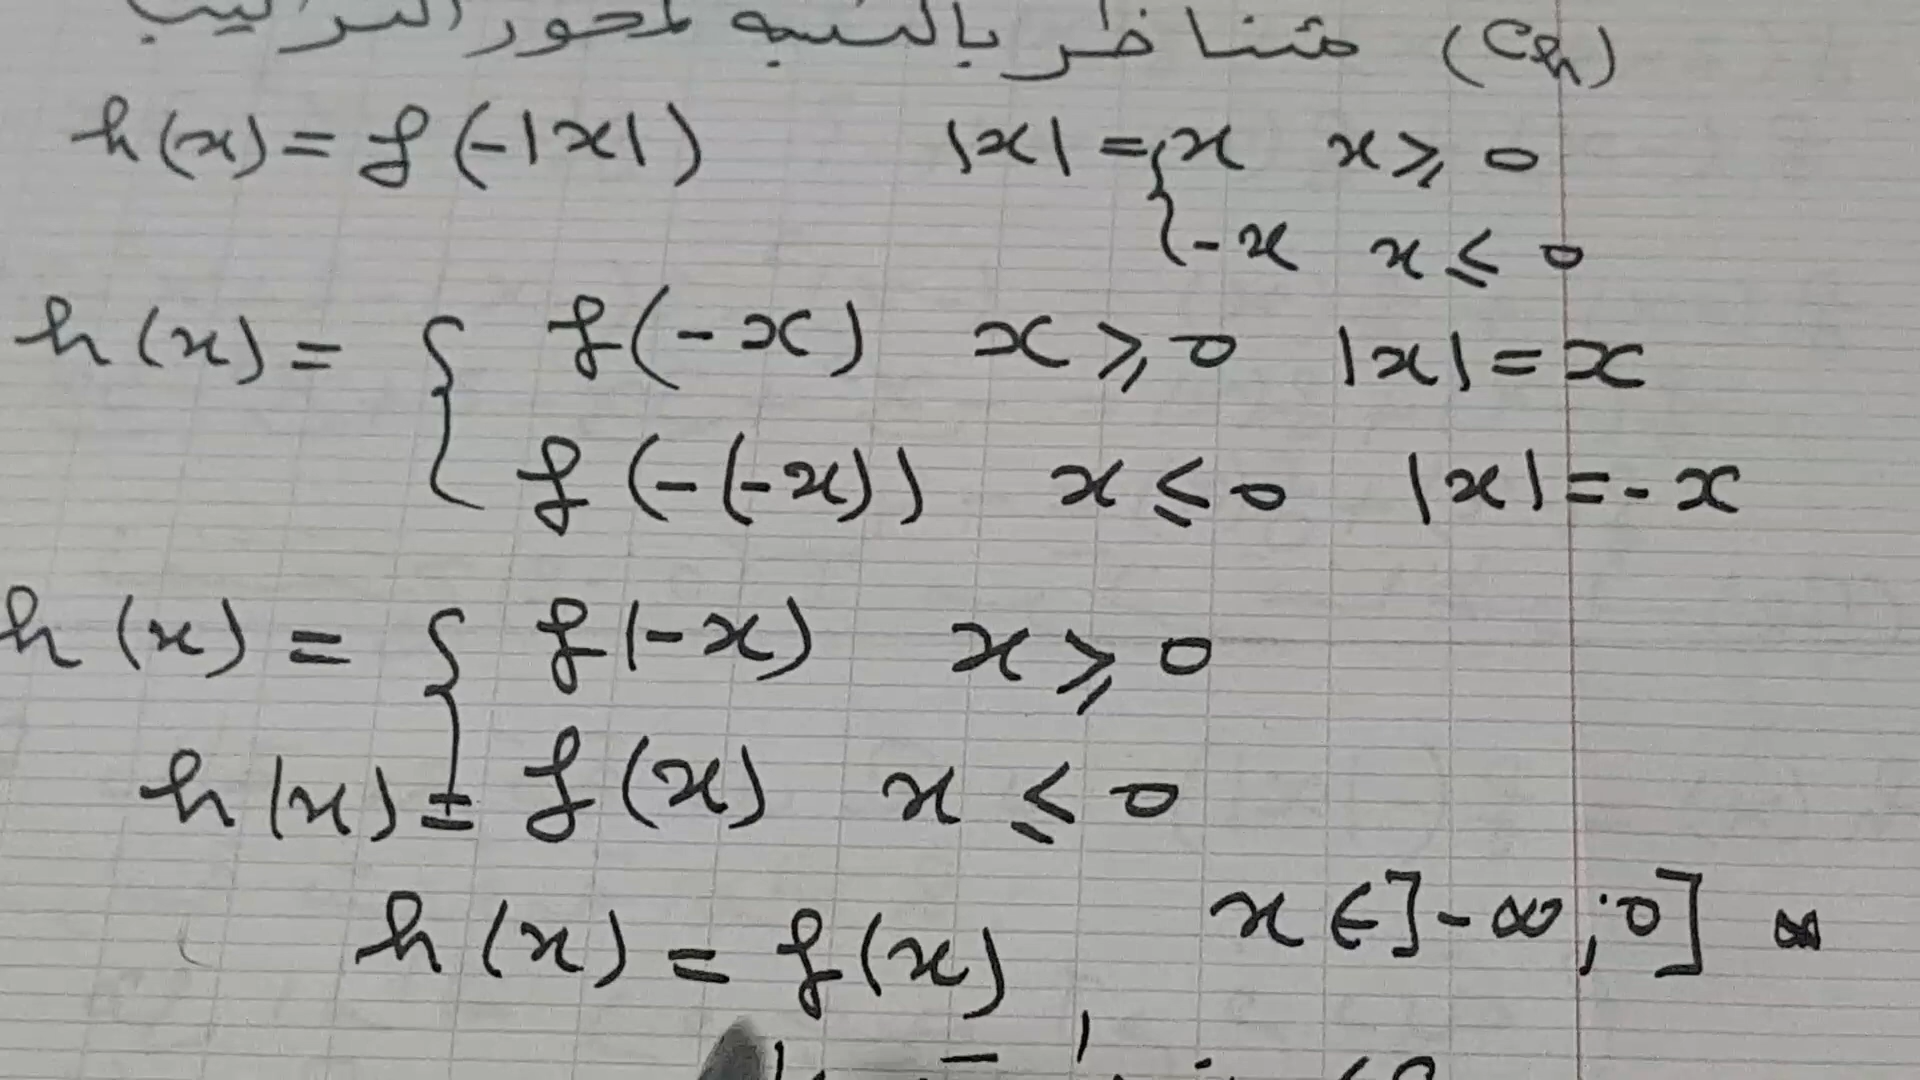 (Ch) متناظر بالنسبة لمحور التراتيب
h(x) = f(-|x|) |x| = { x x ⩾ 0
-x x ⩽ 0
h(x) = { f(-x) x ⩾ 0 |x| = x
f(-(-x)) x ⩽ 0 |x| = -x
h(x) = { f(-x) x ⩾ 0
h(x) = f(x) x ⩽ 0
h(x) = f(x) x ∈ ]-∞; 0]